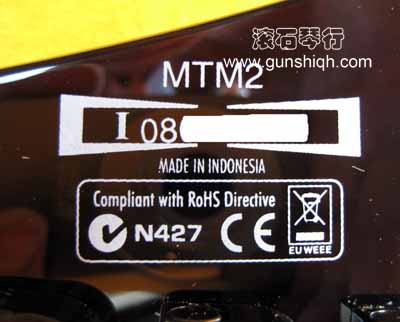 滚石琴行
www.gunshiqh.com
MTM2
I 08
MADE IN INDONESIA
Compliant with RoHS Directive
N427 CE
EU WEEE